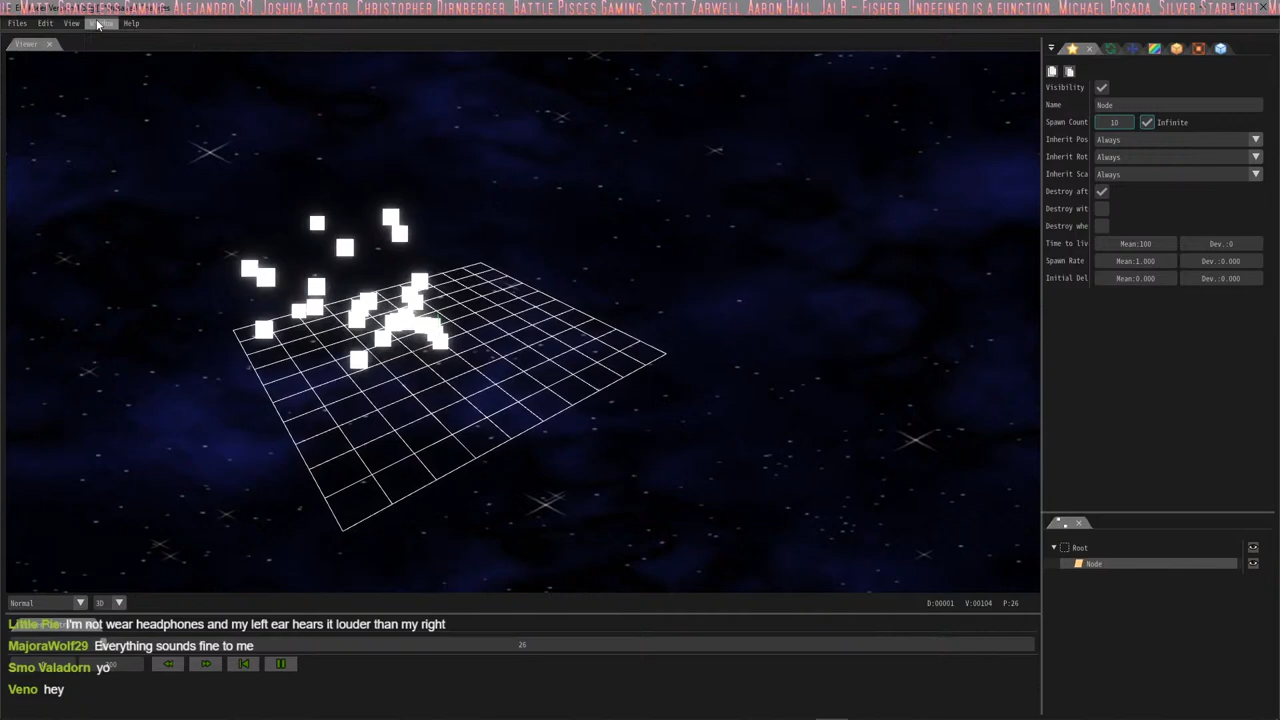 ALEJANDRO SD, JOSHUA PACTOR, CHRISTOPHER DIRNBERGER, BATTLE PISCES GAMING, SCOTT ZARWELL, AARON HALL, JAL R - FISHER, UNDEFINED IS A FUNCTION, MICHAEL POSADA, SILVER STARLIGHT
Files Edit View Window Help
Viewer
Visibility
Name Node
Spawn Count 10 Infinite
Inherit Pos Always
Inherit Rot Always
Inherit Sca Always
Destroy aft
Destroy wit
Destroy whe
Time to liv Mean:100 Dev.:0
Spawn Rate Mean:1.000 Dev.:0.000
Initial Del Mean:0.000 Dev.:0.000
Root
Node
Normal 3D D:00001 V:00104 P:26
Little Pie I'm not wear headphones and my left ear hears it louder than my right
MajoraWolf29 Everything sounds fine to me
26
Smo Valadorn yo
Veno hey